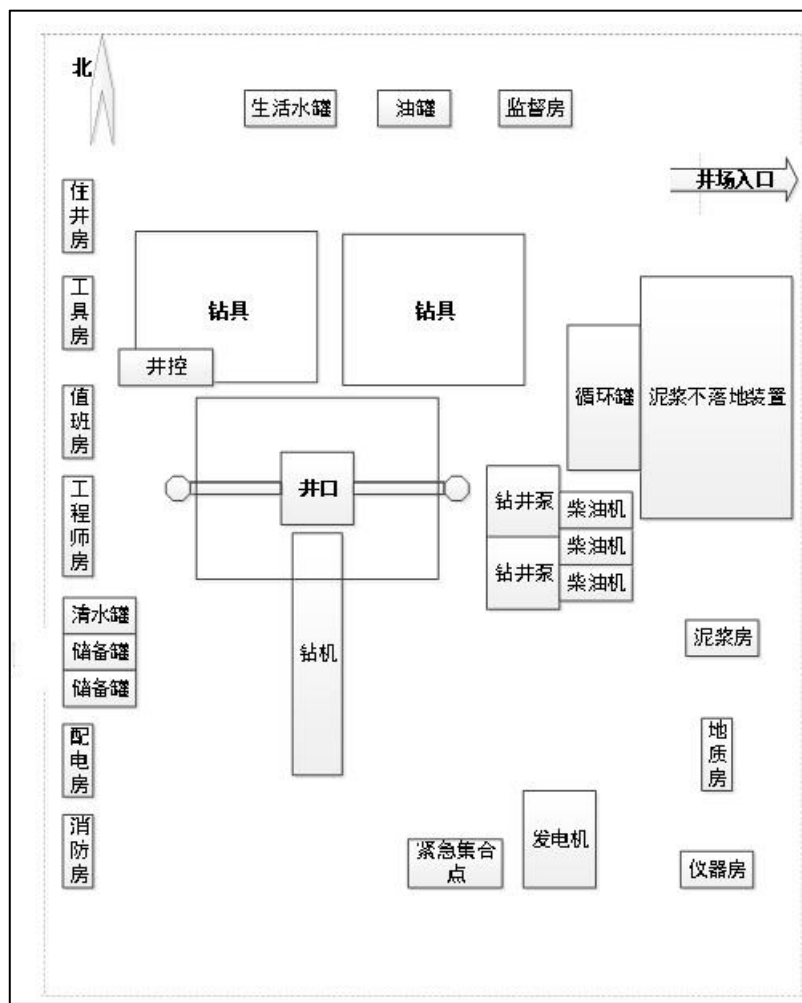 北
生活水罐
油罐
监督房
井场入口
住井房
钻具
钻具
工具房
井控
循环罐
泥浆不落地装置
值班房
井口
钻井泵
柴油机
柴油机
钻井泵
柴油机
工程师房
清水罐
储备罐
储备罐
钻机
泥浆房
配电房
地质房
消防房
紧急集合
点
发电机
仪器房